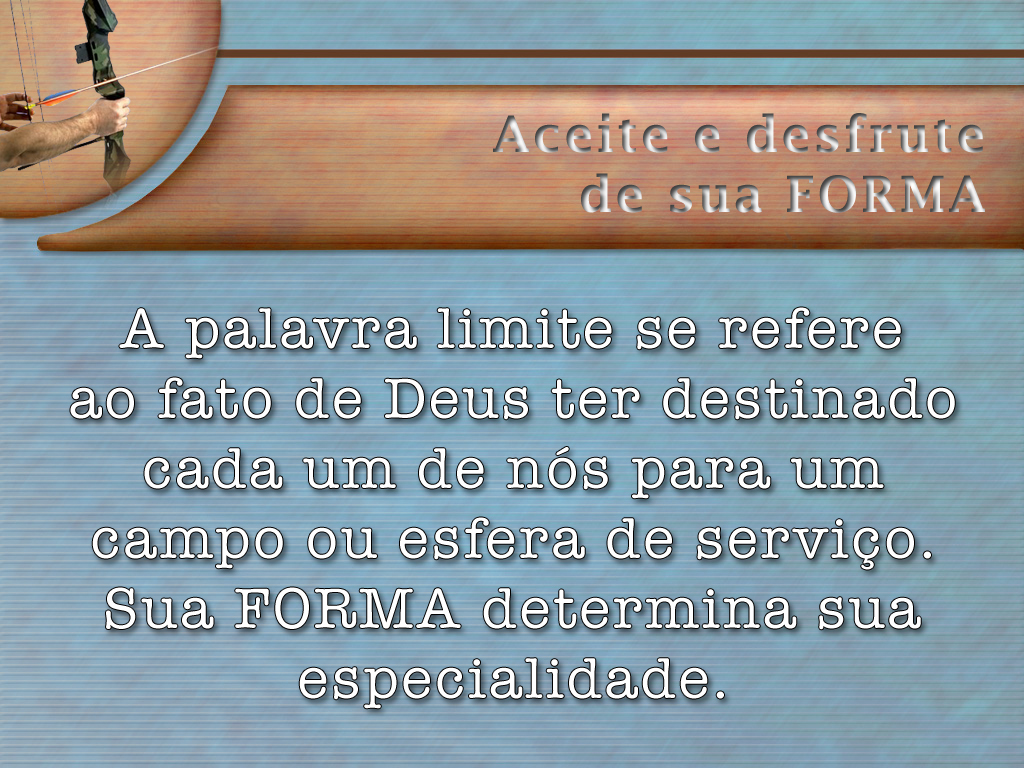 Aceite e desfrute
de sua FORMA
A palavra limite se refere
ao fato de Deus ter destinado
cada um de nós para um
campo ou esfera de serviço.
Sua FORMA determina sua
especialidade.